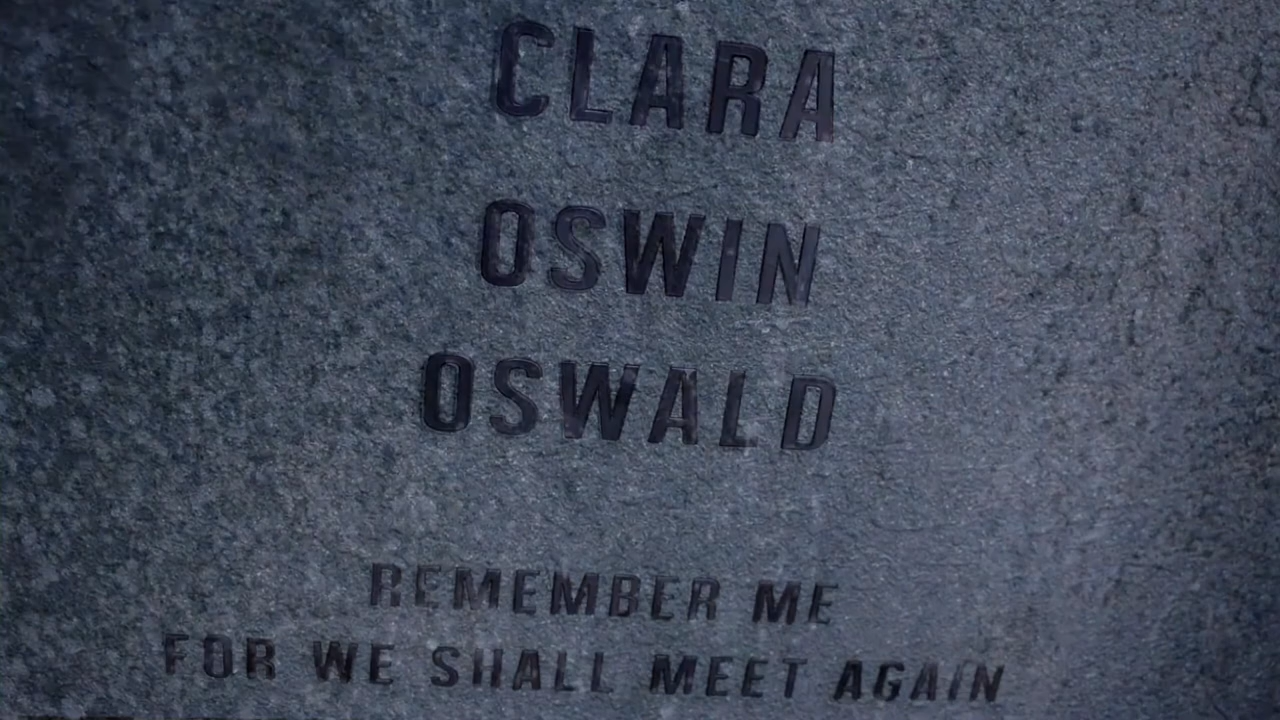 CLARA
OSWIN
OSWALD
REMEMBER ME
FOR WE SHALL MEET AGAIN